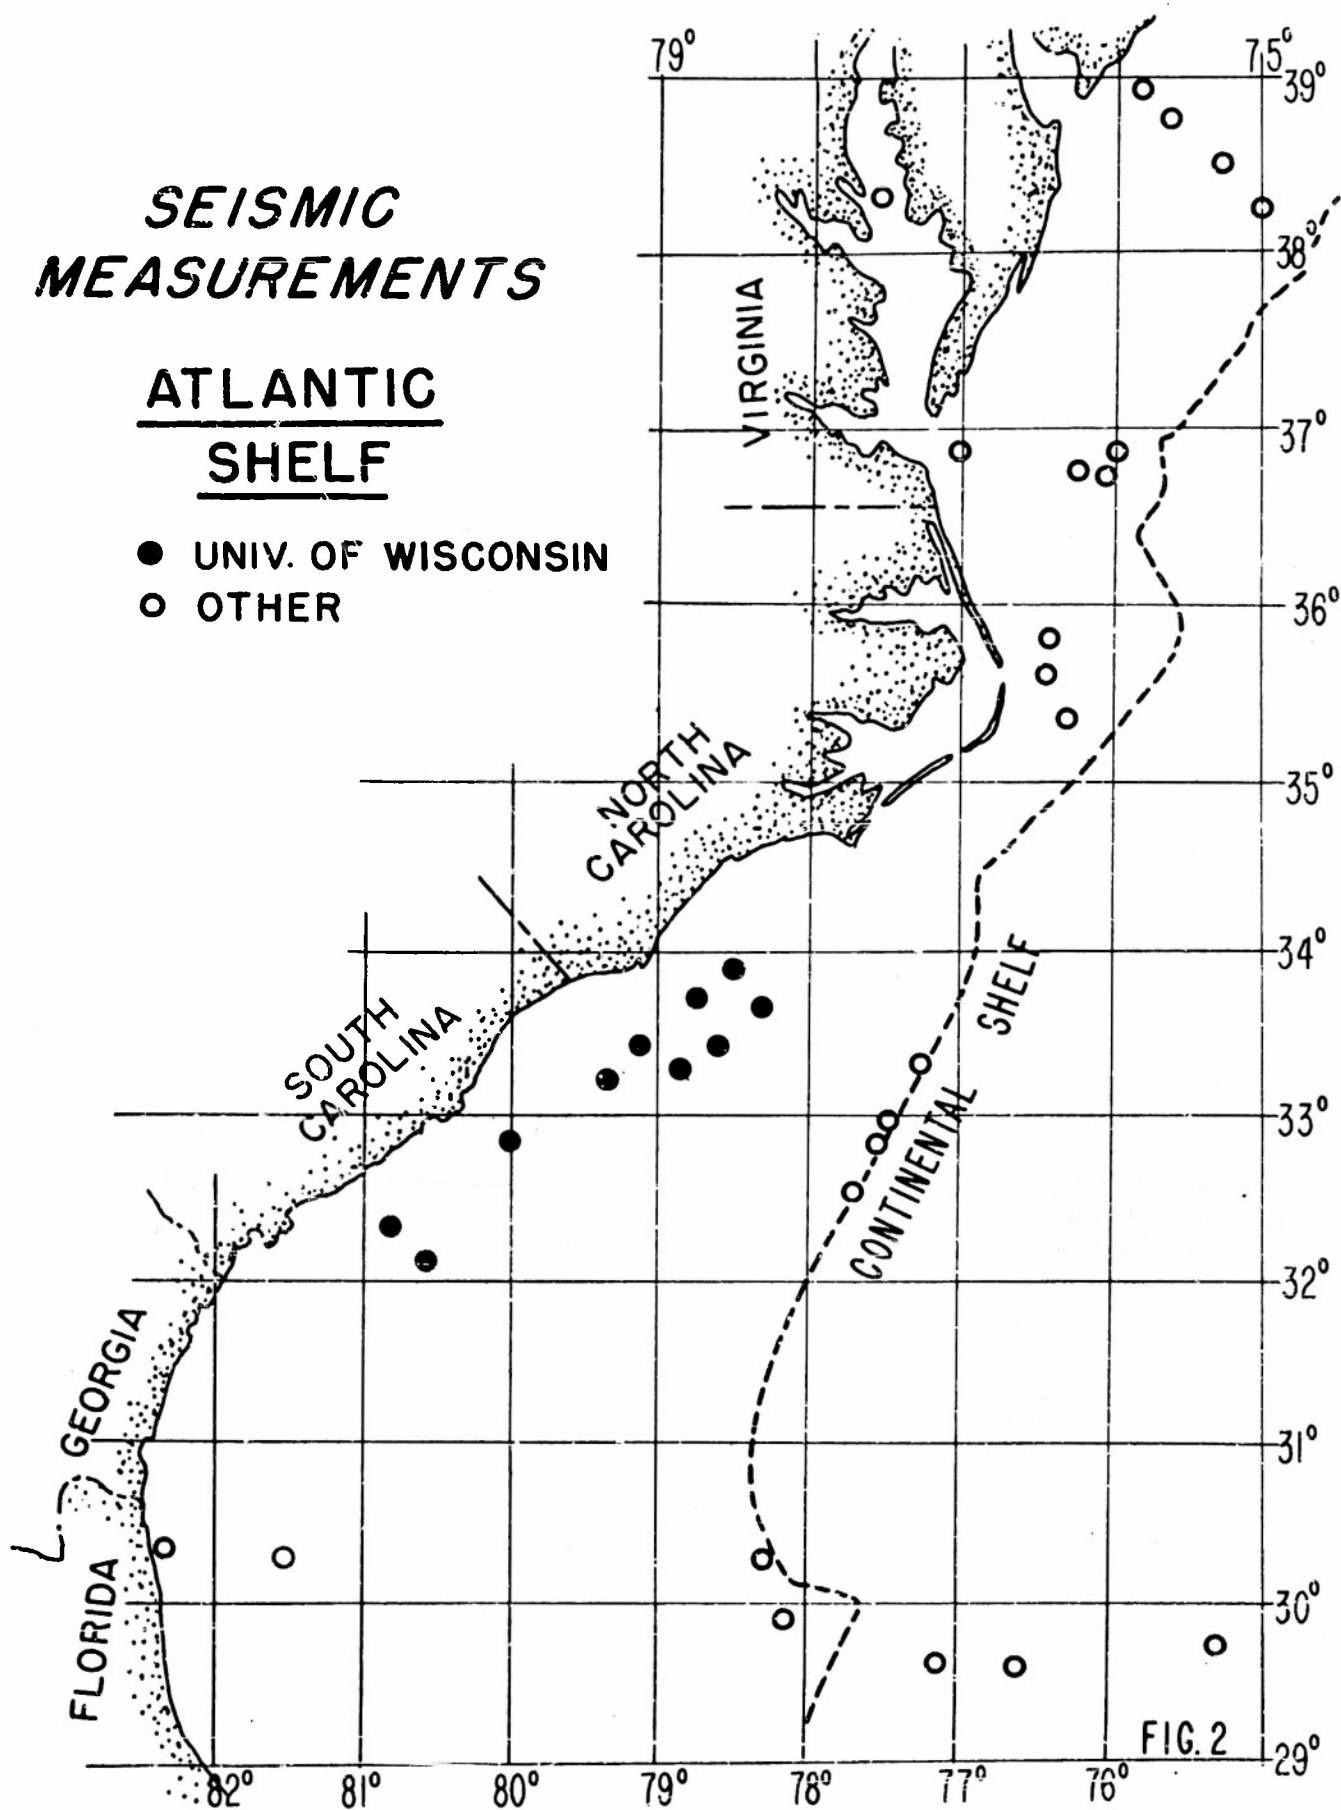 79°
75°
39°
SEISMIC
MEASUREMENTS
38°
VIRGINIA
ATLANTIC
SHELF
37°
UNIV. OF WISCONSIN
OTHER
36°
NORTH
CAROLINA
35°
34°
SHELF
SOUTH
CAROLINA
33°
CONTINENTAL
32°
GEORGIA
31°
30°
FLORIDA
FIG. 2
29°
82°
81°
80°
79°
78°
77°
76°